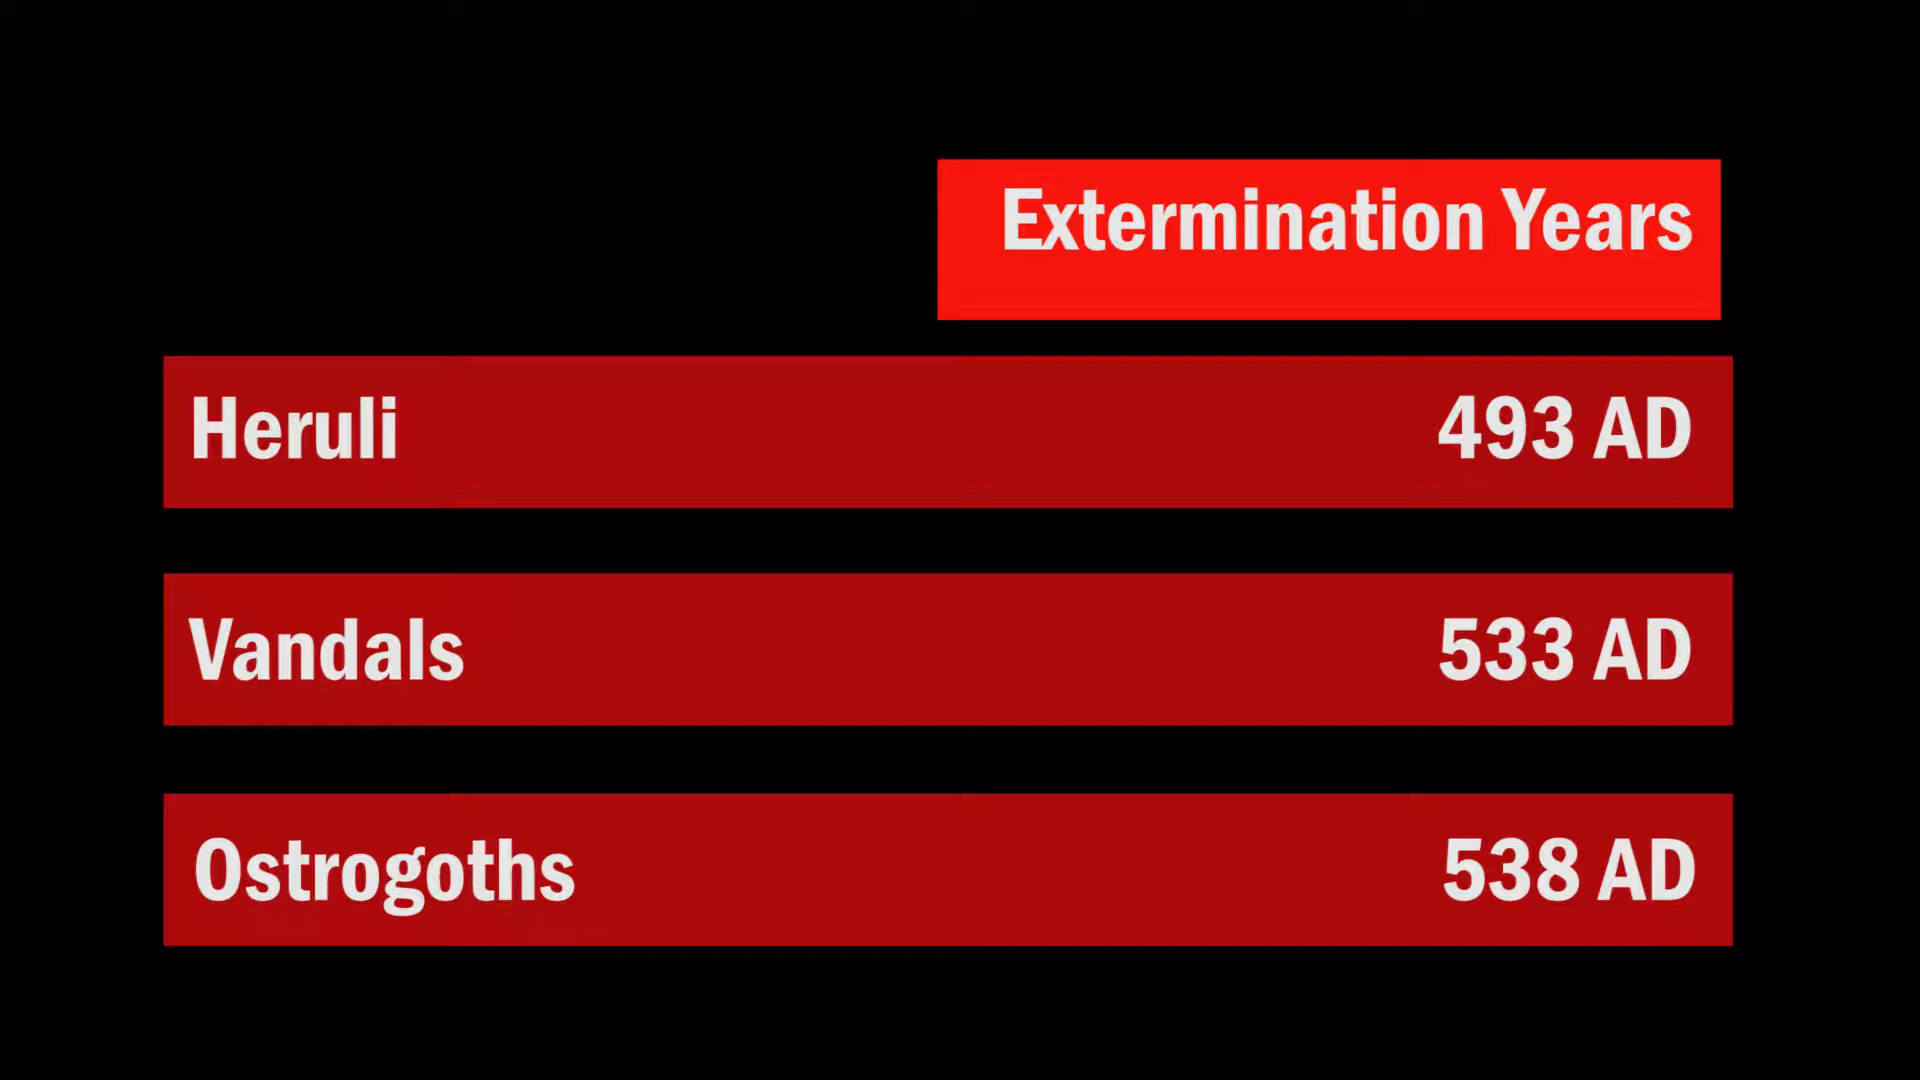 Extermination Years
Heruli 493 AD
Vandals 533 AD
Ostrogoths 538 AD